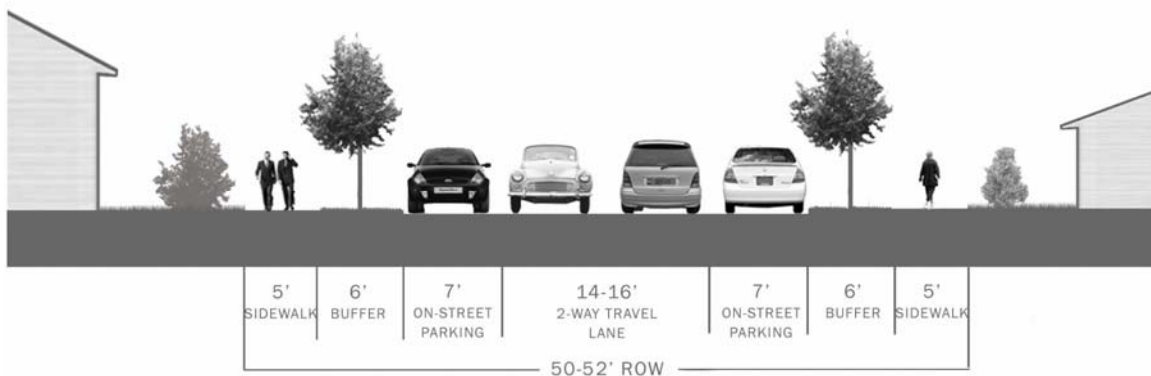 5'
SIDEWALK
6'
BUFFER
7'
ON-STREET
PARKING
14-16'
2-WAY TRAVEL
LANE
7'
ON-STREET
PARKING
6'
BUFFER
5'
SIDEWALK
50-52' ROW